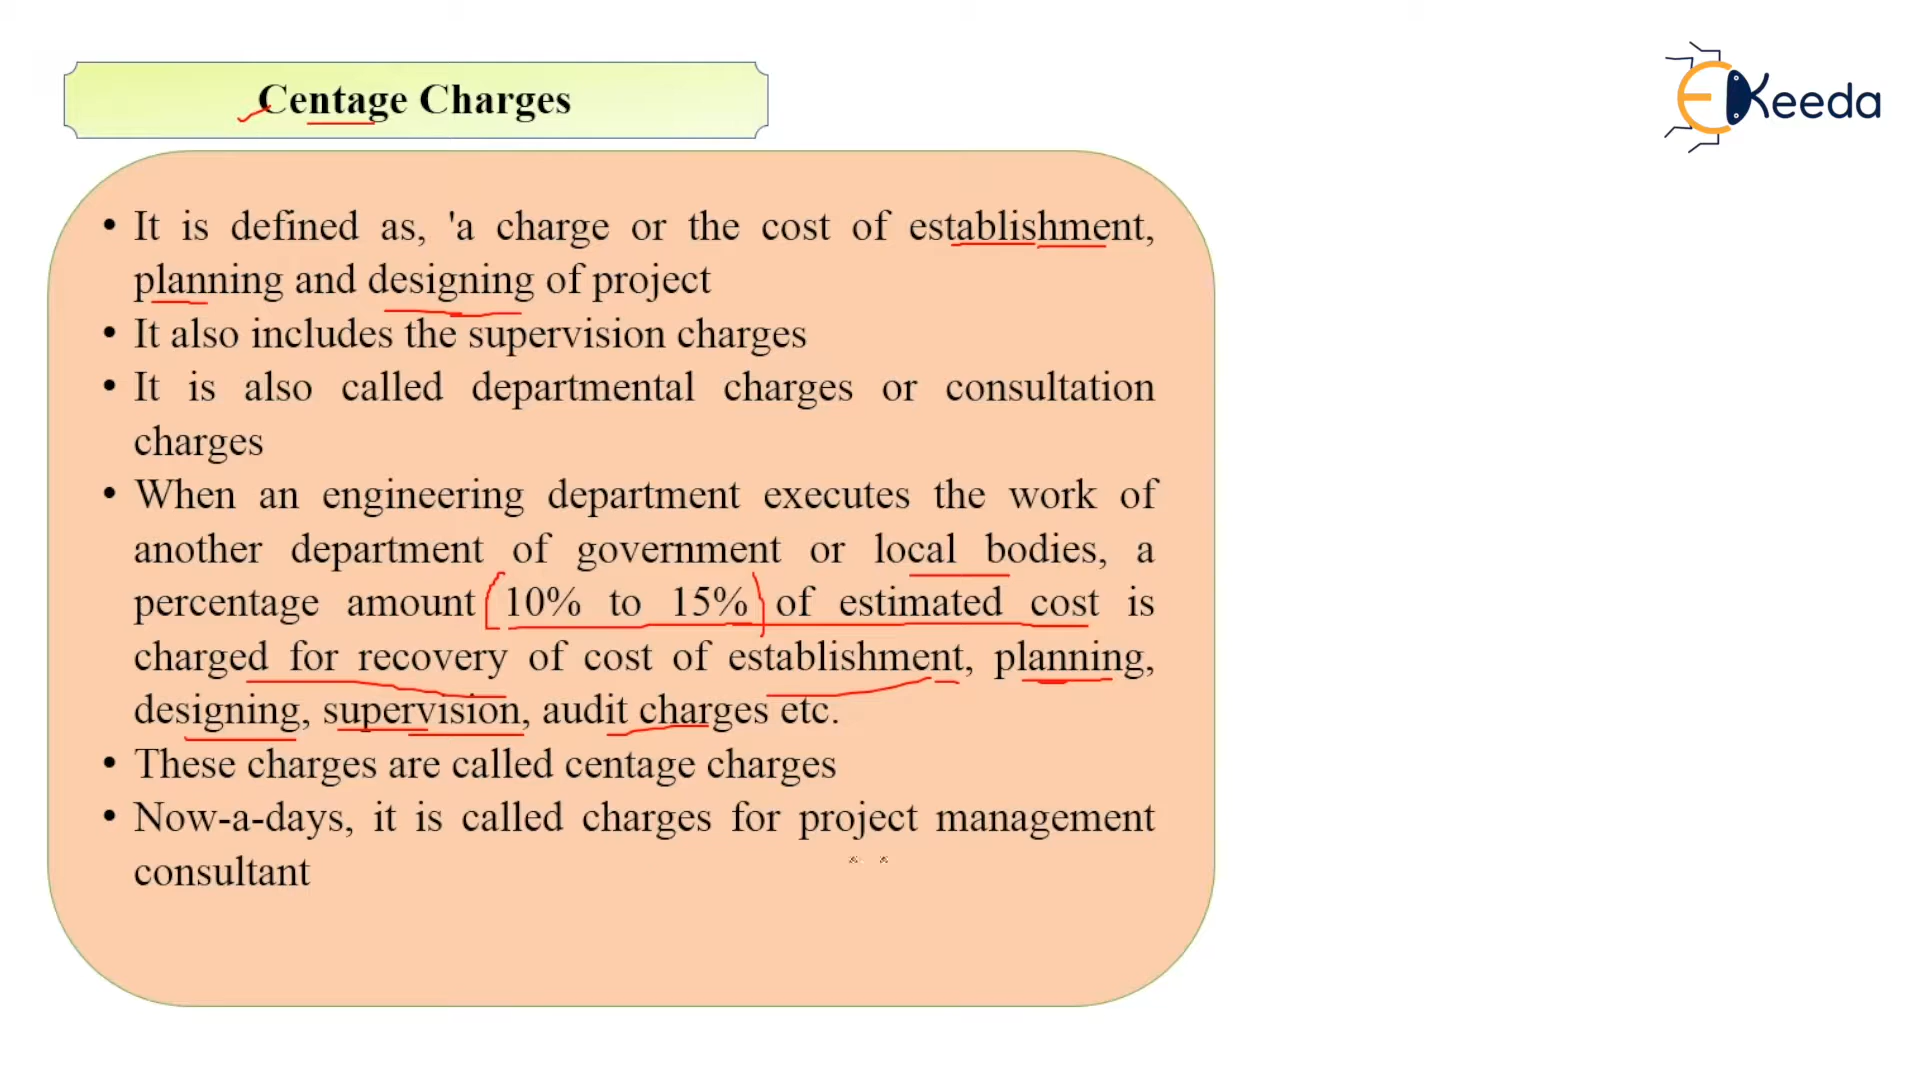 Centage Charges
EKeeda
• It is defined as, 'a charge or the cost of establishment,
planning and designing of project
• It also includes the supervision charges
• It is also called departmental charges or consultation
charges
• When an engineering department executes the work of
another department of government or local bodies, a
percentage amount 10% to 15% of estimated cost is
charged for recovery of cost of establishment, planning,
designing, supervision, audit charges etc.
• These charges are called centage charges
• Now-a-days, it is called charges for project management
consultant